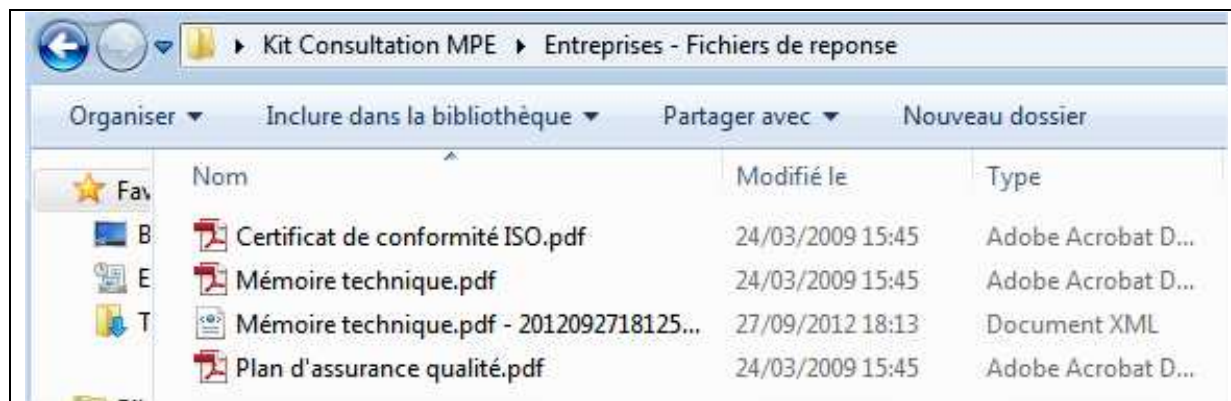 Kit Consultation MPE Entreprises - Fichiers de reponse
Organiser Inclure dans la bibliothèque Partager avec Nouveau dossier
Nom Modifié le Type
Fav
B Certificat de conformité ISO.pdf 24/03/2009 15:45 Adobe Acrobat D...
E Mémoire technique.pdf 24/03/2009 15:45 Adobe Acrobat D...
T Mémoire technique.pdf - 2012092718125... 27/09/2012 18:13 Document XML
Plan d'assurance qualité.pdf 24/03/2009 15:45 Adobe Acrobat D...